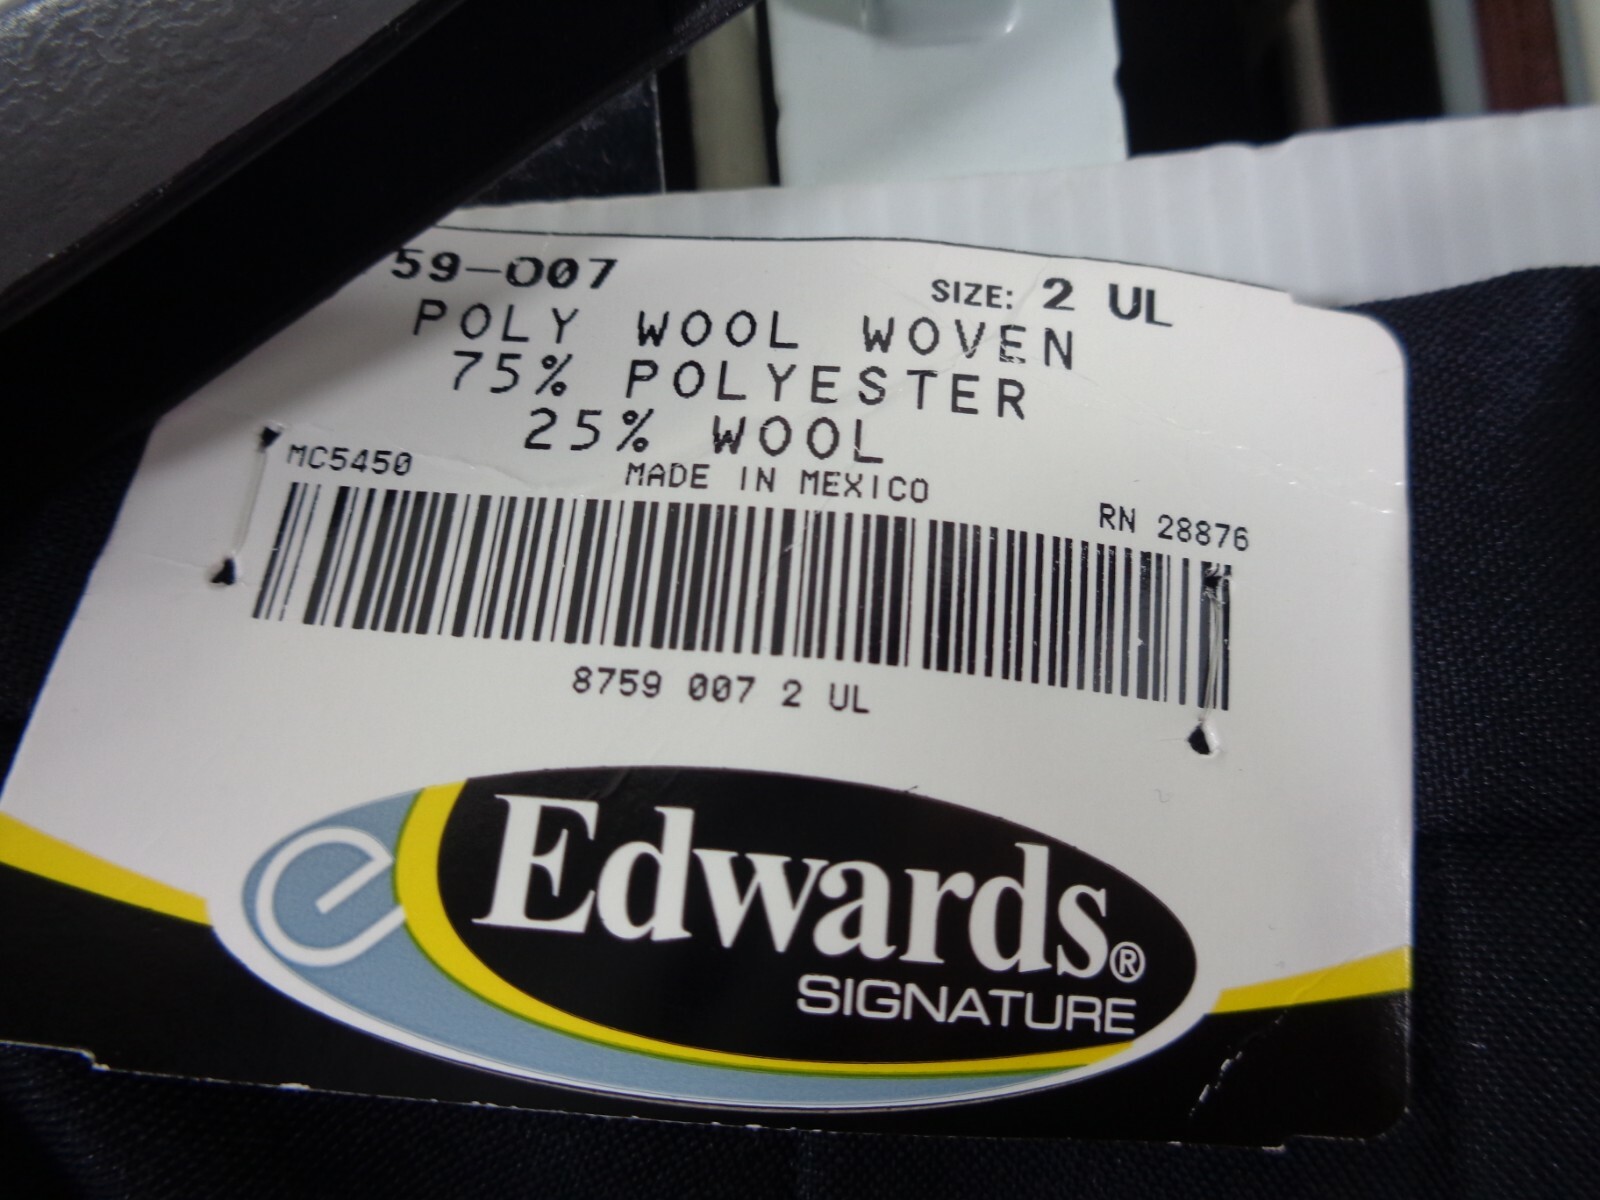 59-007 SIZE: 2 UL
POLY WOOL WOVEN
75% POLYESTER
25% WOOL
MC5450 MADE IN MEXICO RN 28876
8759 007 2 UL
e Edwards®
SIGNATURE